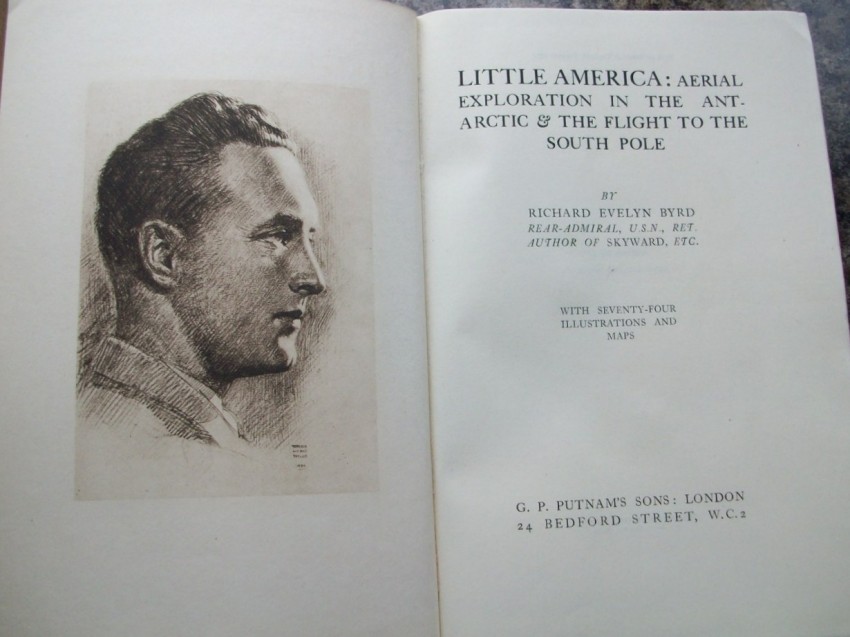 LITTLE AMERICA: AERIAL
EXPLORATION IN THE ANT-
ARCTIC & THE FLIGHT TO THE
SOUTH POLE
BY
RICHARD EVELYN BYRD
REAR-ADMIRAL, U.S.N., RET.
AUTHOR OF SKYWARD, ETC.
WITH SEVENTY-FOUR
ILLUSTRATIONS AND
MAPS
G. P. PUTNAM'S SONS: LONDON
24 BEDFORD STREET, W.C.2